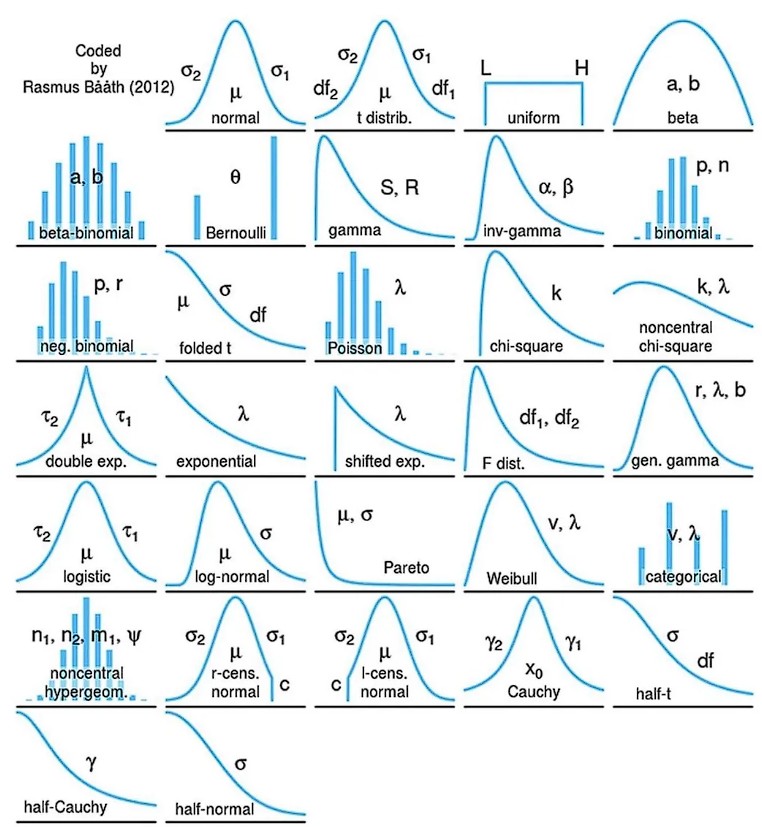 Coded
by
Rasmus Bååth (2012)
σ₂ σ₁
μ
normal
σ₂ σ₁
df₂ μ df₁
t distrib.
L H
uniform
a, b
beta
a, b
beta-binomial
θ
Bernoulli
S, R
gamma
α, β
inv-gamma
p, n
binomial
p, r
neg. binomial
μ σ df
folded t
λ
Poisson
k
chi-square
k, λ
noncentral
chi-square
τ₂ τ₁
μ
double exp.
λ
exponential
λ
shifted exp.
df₁, df₂
F dist.
r, λ, b
gen. gamma
τ₂ τ₁
μ
logistic
σ
μ
log-normal
μ, σ
Pareto
v, λ
Weibull
v, λ
categorical
n₁, n₂, m₁, ψ
noncentral
hypergeom.
σ₂ σ₁
μ
r-cens.
normal c
σ₂ σ₁
μ
l-cens.
c normal
γ₂ γ₁
x₀
Cauchy
σ
df
half-t
γ
half-Cauchy
σ
half-normal